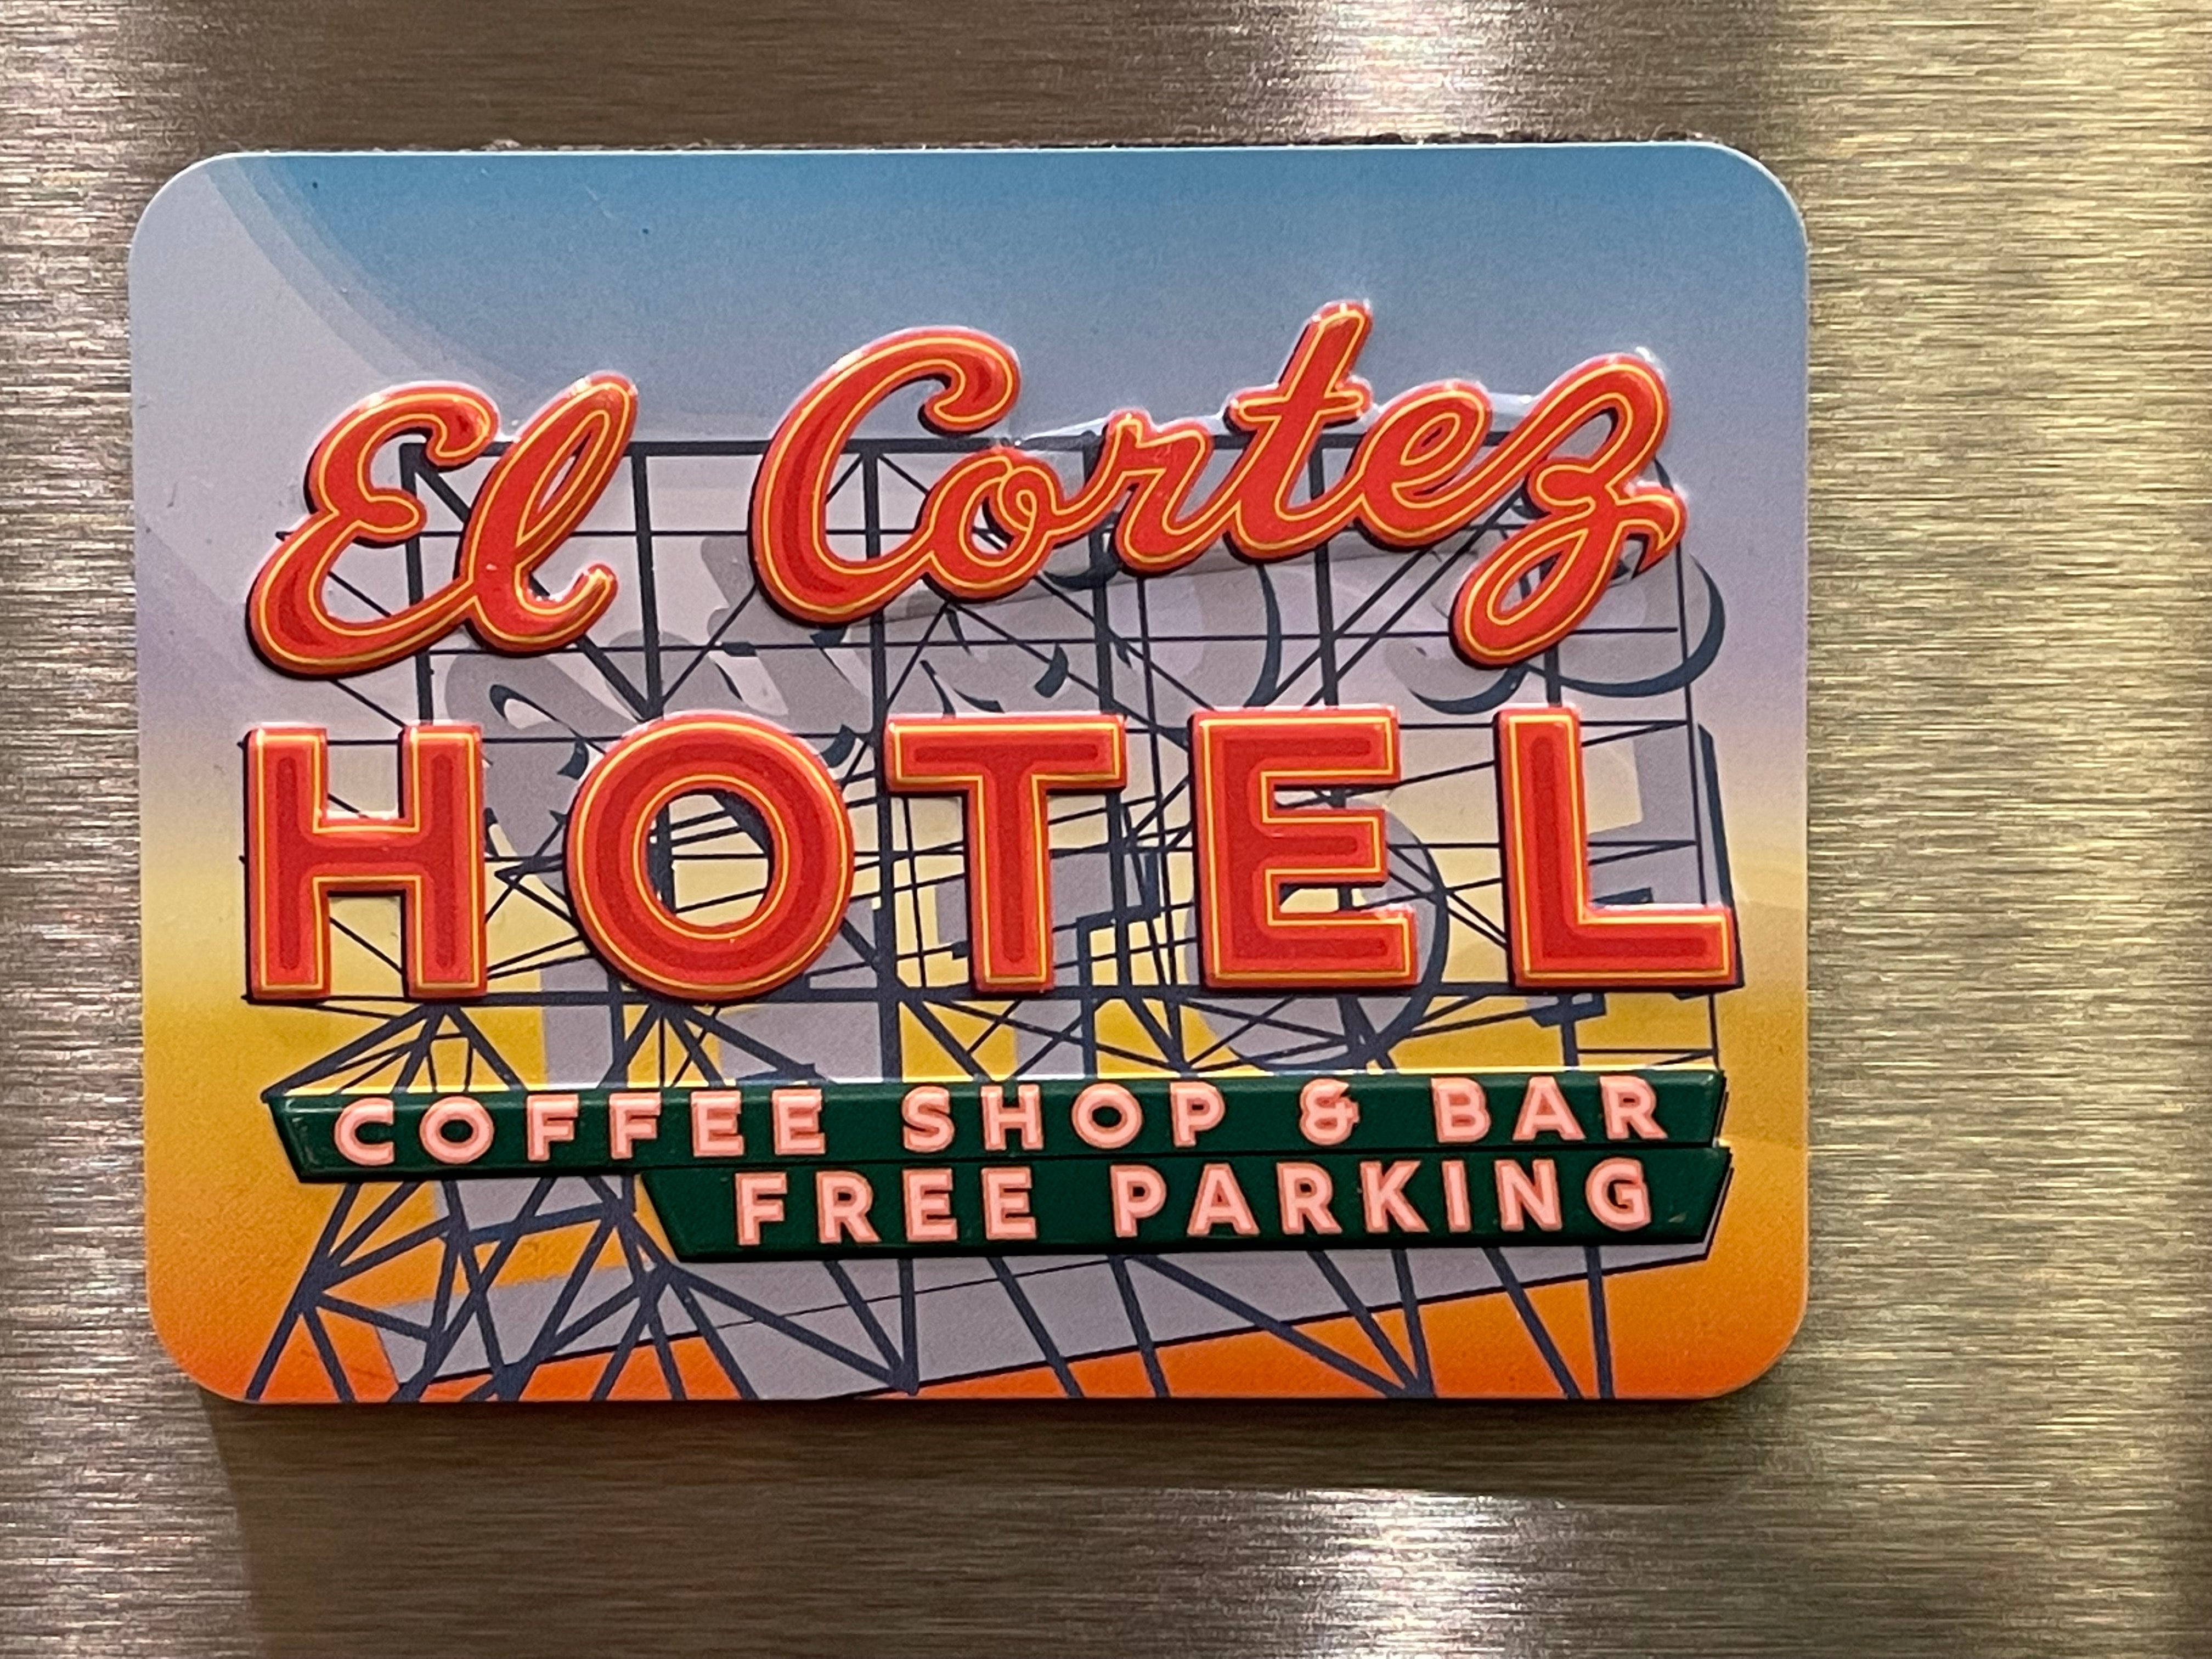 El Cortez
HOTEL
COFFEE SHOP & BAR
FREE PARKING